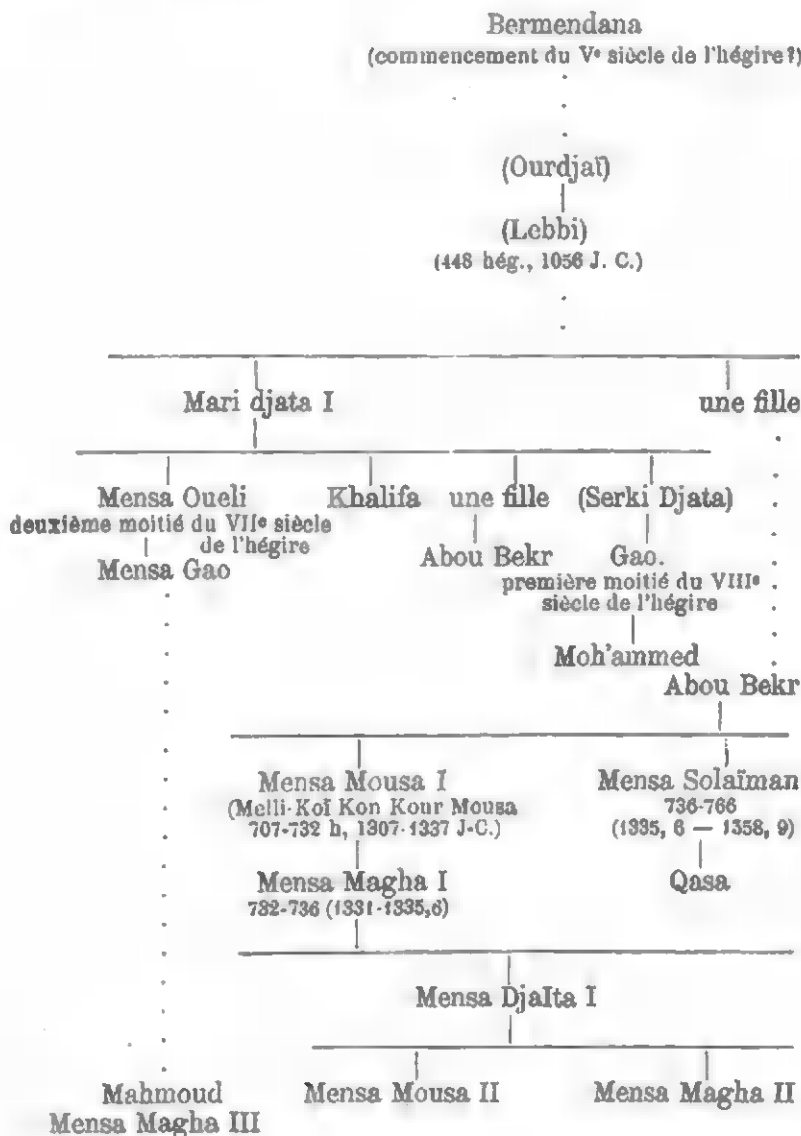 Bermendana
(commencement du Vᵉ siècle de l'hégire?)
(Ourdjaï)
(Lebbi)
(448 hég., 1056 J. C.)
Mari djata I
une fille
Mensa Oueli
deuxième moitié du VIIᵉ siècle
de l'hégire
Mensa Gao
Khalifa
une fille
Abou Bekr
(Serki Djata)
Gao.
première moitié du VIIIᵉ
siècle de l'hégire
Moh'ammed
Abou Bekr
Mensa Mousa I
(Melli-Koï Kon Kour Mousa
707-732 h, 1307-1337 J-C.)
Mensa Magha I
732-736 (1331-1335,6)
Mensa Solaïman
736-766
(1335, 6 — 1358, 9)
Qasa
Mensa DjaIta I
Mahmoud
Mensa Magha III
Mensa Mousa II
Mensa Magha II